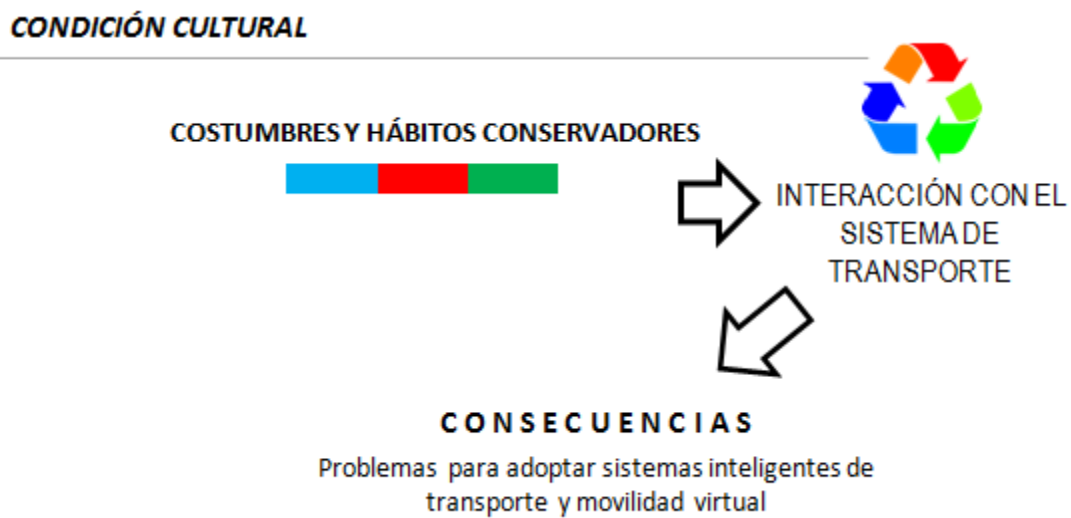 CONDICIÓN CULTURAL
COSTUMBRES Y HÁBITOS CONSERVADORES
INTERACCIÓN CON EL
SISTEMA DE
TRANSPORTE
CONSECUENCIAS
Problemas para adoptar sistemas inteligentes de
transporte y movilidad virtual